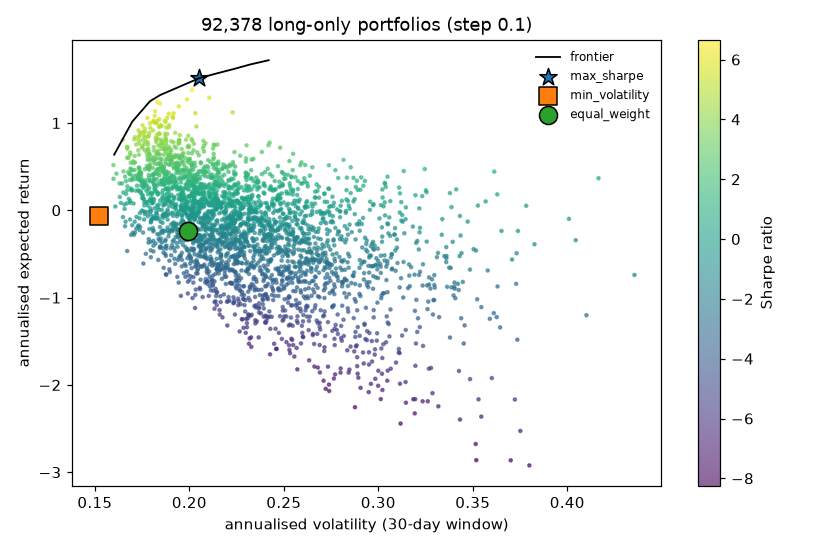 92,378 long-only portfolios (step 0.1)
frontier
max_sharpe
min_volatility
equal_weight
1
0
−1
−2
−3
annualised expected return
0.15
0.20
0.25
0.30
0.35
0.40
annualised volatility (30-day window)
6
4
2
0
−2
−4
−6
−8
Sharpe ratio